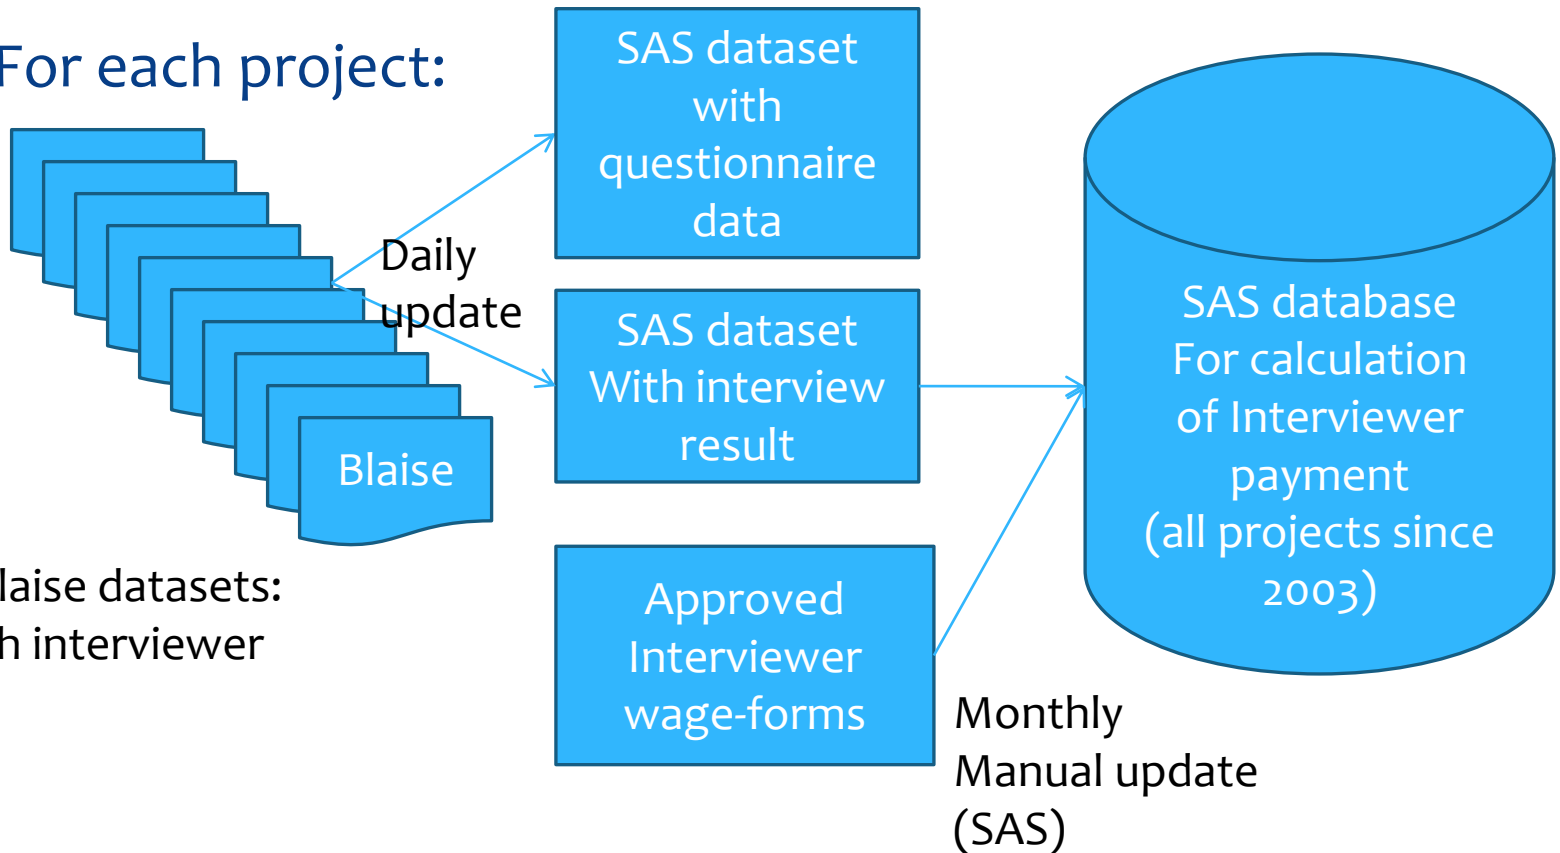 For each project:
SAS dataset
with
questionnaire
data
Daily
update
SAS dataset
With interview
result
Blaise
laise datasets:
h interviewer
Approved
Interviewer
wage-forms
Monthly
Manual update
(SAS)
SAS database
For calculation
of Interviewer
payment
(all projects since
2003)